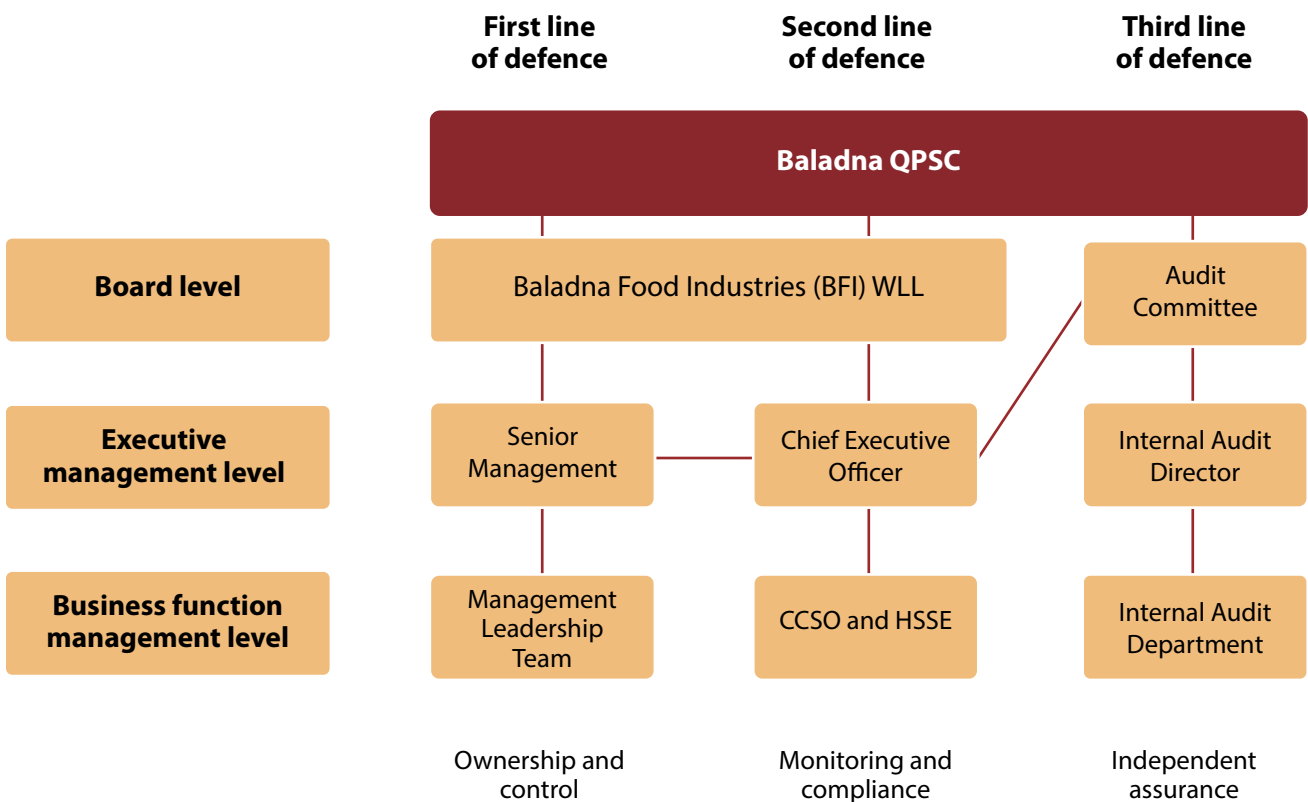 First line
of defence
Second line
of defence
Third line
of defence
Baladna QPSC
Board level
Baladna Food Industries (BFI) WLL
Audit
Committee
Executive
management level
Senior
Management
Chief Executive
Officer
Internal Audit
Director
Business function
management level
Management
Leadership
Team
CCSO and HSSE
Internal Audit
Department
Ownership and
control
Monitoring and
compliance
Independent
assurance